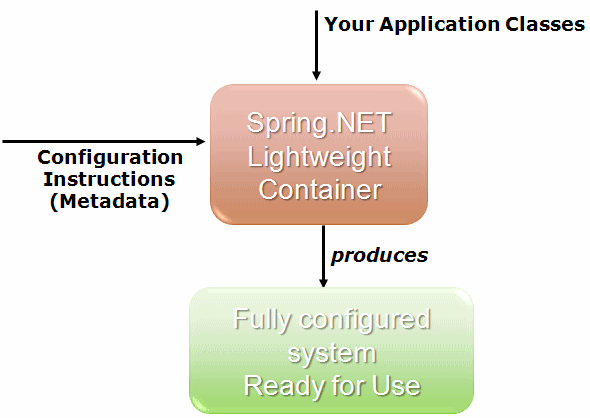 Your Application Classes
Spring.NET
Lightweight
Container
Configuration
Instructions
(Metadata)
produces
Fully configured
system
Ready for Use